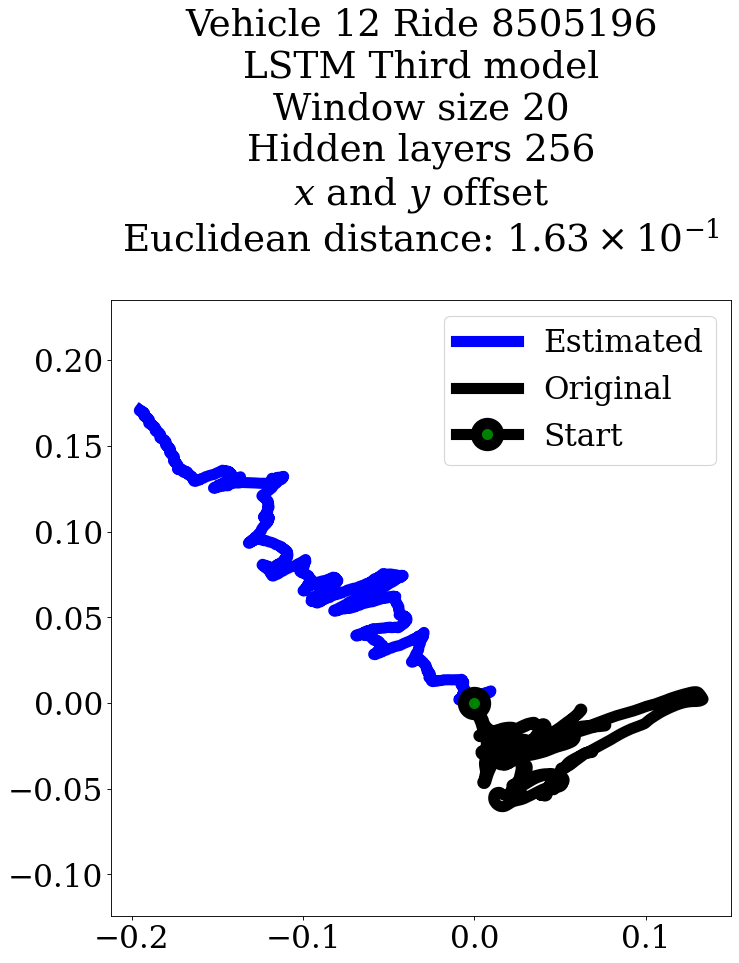 Vehicle 12 Ride 8505196
LSTM Third model
Window size 20
Hidden layers 256
x and y offset
Euclidean distance: 1.63 × 10⁻¹
Estimated
Original
Start
0.20
0.15
0.10
0.05
0.00
−0.05
−0.10
−0.2 −0.1 0.0 0.1